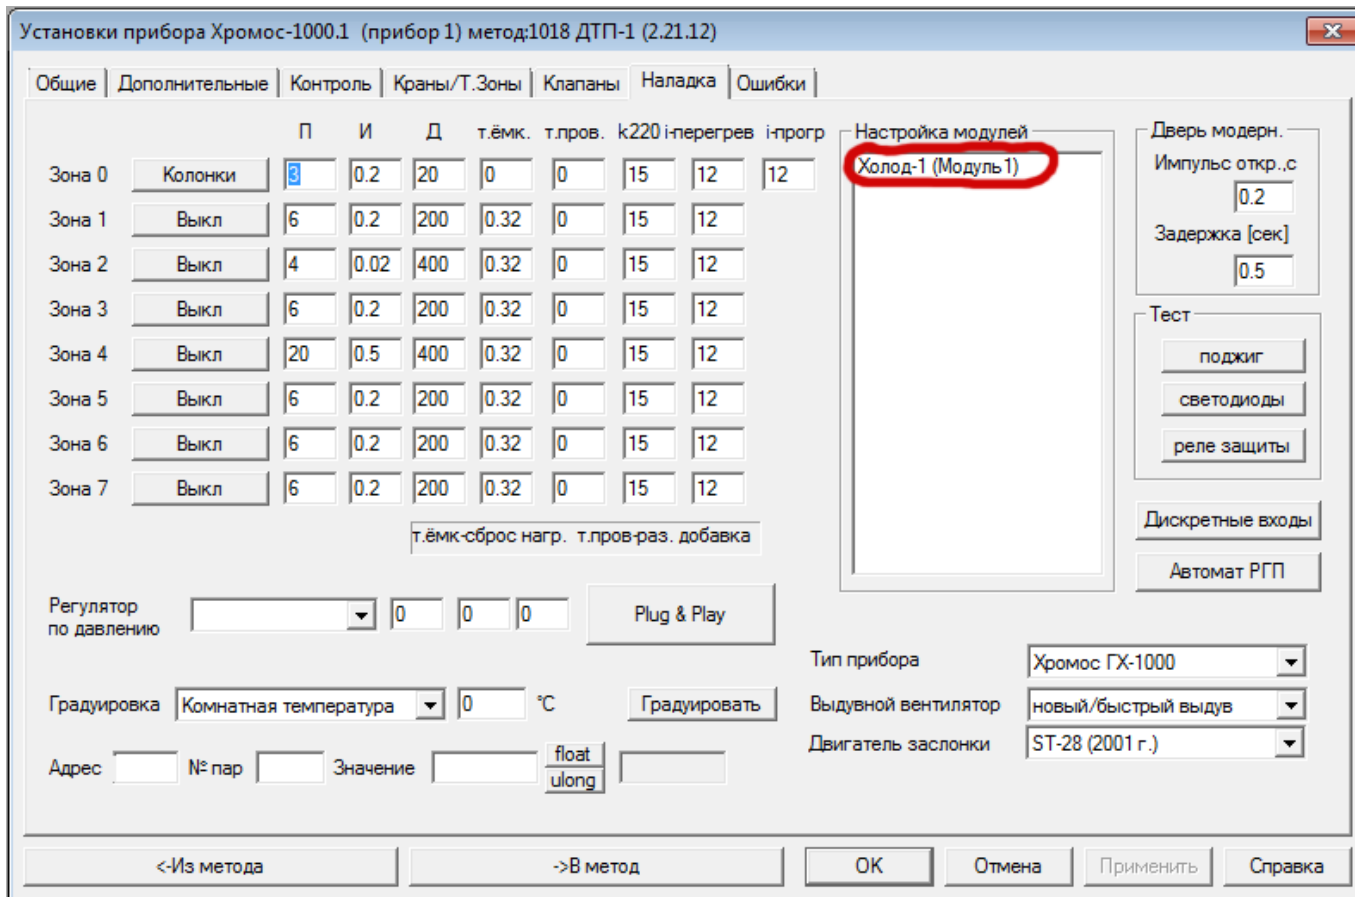 Установки прибора Хромос-1000.1 (прибор 1) метод:1018 ДТП-1 (2.21.12)
Общие Дополнительные Контроль Краны/Т.Зоны Клапаны Наладка Ошибки
П И Д т.ёмк. т.пров. k220 i-перегрев i-прогр
Зона 0 Колонки 3 0.2 20 0 0 15 12 12
Зона 1 Выкл 6 0.2 200 0.32 0 15 12
Зона 2 Выкл 4 0.02 400 0.32 0 15 12
Зона 3 Выкл 6 0.2 200 0.32 0 15 12
Зона 4 Выкл 20 0.5 400 0.32 0 15 12
Зона 5 Выкл 6 0.2 200 0.32 0 15 12
Зона 6 Выкл 6 0.2 200 0.32 0 15 12
Зона 7 Выкл 6 0.2 200 0.32 0 15 12
т.ёмк-сброс нагр. т.пров-раз. добавка
Регулятор
по давлению
0 0 0
Plug & Play
Градуировка Комнатная температура 0 °C Градуировать
Адрес № пар Значение float
ulong
Настройка модулей
Холод-1 (Модуль1)
Дверь модерн.
Импульс откр.,с
0.2
Задержка [сек]
0.5
Тест
поджиг
светодиоды
реле защиты
Дискретные входы
Автомат РГП
Тип прибора Хромос ГХ-1000
Выдувной вентилятор новый/быстрый выдув
Двигатель заслонки ST-28 (2001 г.)
<-Из метода ->В метод OK Отмена Применить Справка